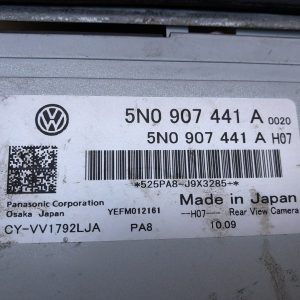 5N0 907 441 A 0020
5N0 907 441 A H07
*525PA8-J9X3285+*
Panasonic Corporation
Osaka Japan
YEFM012161
Made in Japan
--H07-- Rear View Camera
CY-VV1792LJA PA8 10.09